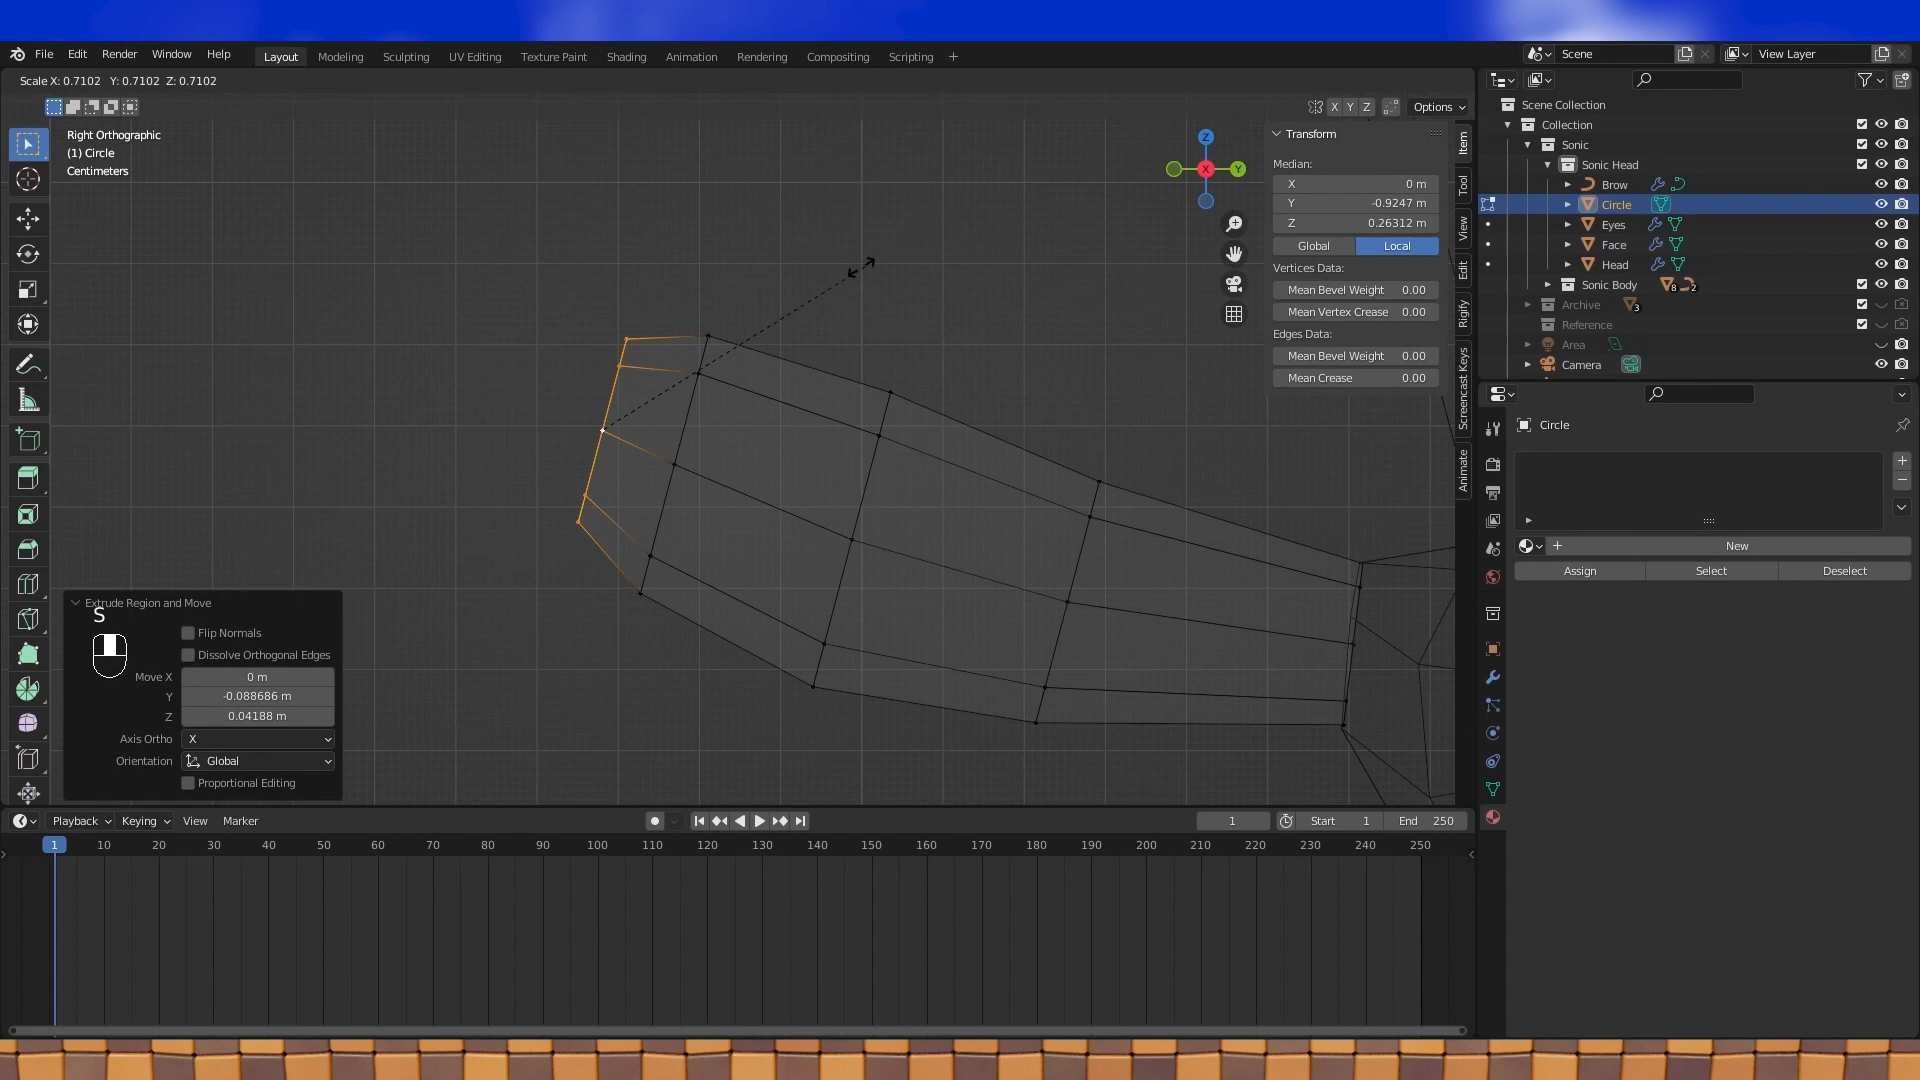 File Edit Render Window Help Layout Modeling Sculpting UV Editing Texture Paint Shading Animation Rendering Compositing Scripting + Scene View Layer
Scale X: 0.7102 Y: 0.7102 Z: 0.7102
X Y Z Options
Right Orthographic
(1) Circle
Centimeters
Z
X
Y
Transform
Median:
X 0 m
Y -0.9247 m
Z 0.26312 m
Global Local
Vertices Data:
Mean Bevel Weight 0.00
Mean Vertex Crease 0.00
Edges Data:
Mean Bevel Weight 0.00
Mean Crease 0.00
Item
Tool
View
Edit
Rigify
Screencast Keys
Animate
Scene Collection
Collection
Sonic
Sonic Head
Brow
Circle
Eyes
Face
Head
Sonic Body 8 2
Archive 3
Reference
Area
Camera
Circle
+ New
Assign Select Deselect
Extrude Region and Move
S
Flip Normals
Dissolve Orthogonal Edges
Move X 0 m
Y -0.088686 m
Z 0.04188 m
Axis Ortho X
Orientation Global
Proportional Editing
Playback Keying View Marker 1 Start 1 End 250
1 10 20 30 40 50 60 70 80 90 100 110 120 130 140 150 160 170 180 190 200 210 220 230 240 250